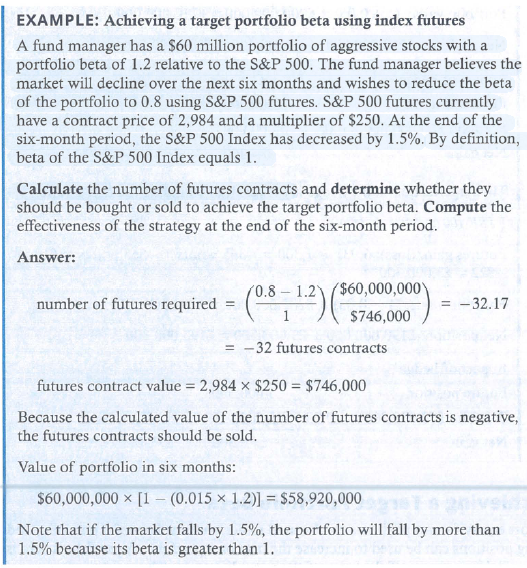 EXAMPLE: Achieving a target portfolio beta using index futures
A fund manager has a $60 million portfolio of aggressive stocks with a
portfolio beta of 1.2 relative to the S&P 500. The fund manager believes the
market will decline over the next six months and wishes to reduce the beta
of the portfolio to 0.8 using S&P 500 futures. S&P 500 futures currently
have a contract price of 2,984 and a multiplier of $250. At the end of the
six-month period, the S&P 500 Index has decreased by 1.5%. By definition,
beta of the S&P 500 Index equals 1.
Calculate the number of futures contracts and determine whether they
should be bought or sold to achieve the target portfolio beta. Compute the
effectiveness of the strategy at the end of the six-month period.
Answer:
number of futures required = (0.8 – 1.2 / 1) ($60,000,000 / $746,000) = –32.17
= –32 futures contracts
futures contract value = 2,984 × $250 = $746,000
Because the calculated value of the number of futures contracts is negative,
the futures contracts should be sold.
Value of portfolio in six months:
$60,000,000 × [1 – (0.015 × 1.2)] = $58,920,000
Note that if the market falls by 1.5%, the portfolio will fall by more than
1.5% because its beta is greater than 1.